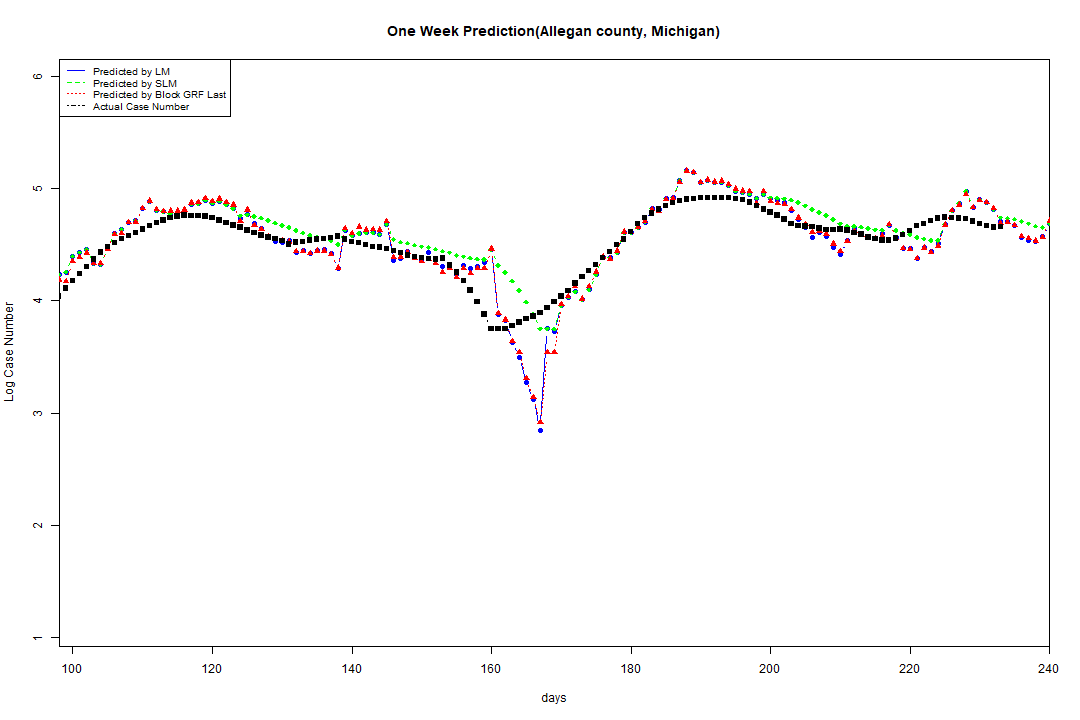 One Week Prediction(Allegan county, Michigan)
Predicted by LM
Predicted by SLM
Predicted by Block GRF Last
Actual Case Number
6
5
4
3
2
1
Log Case Number
100 120 140 160 180 200 220 240
days